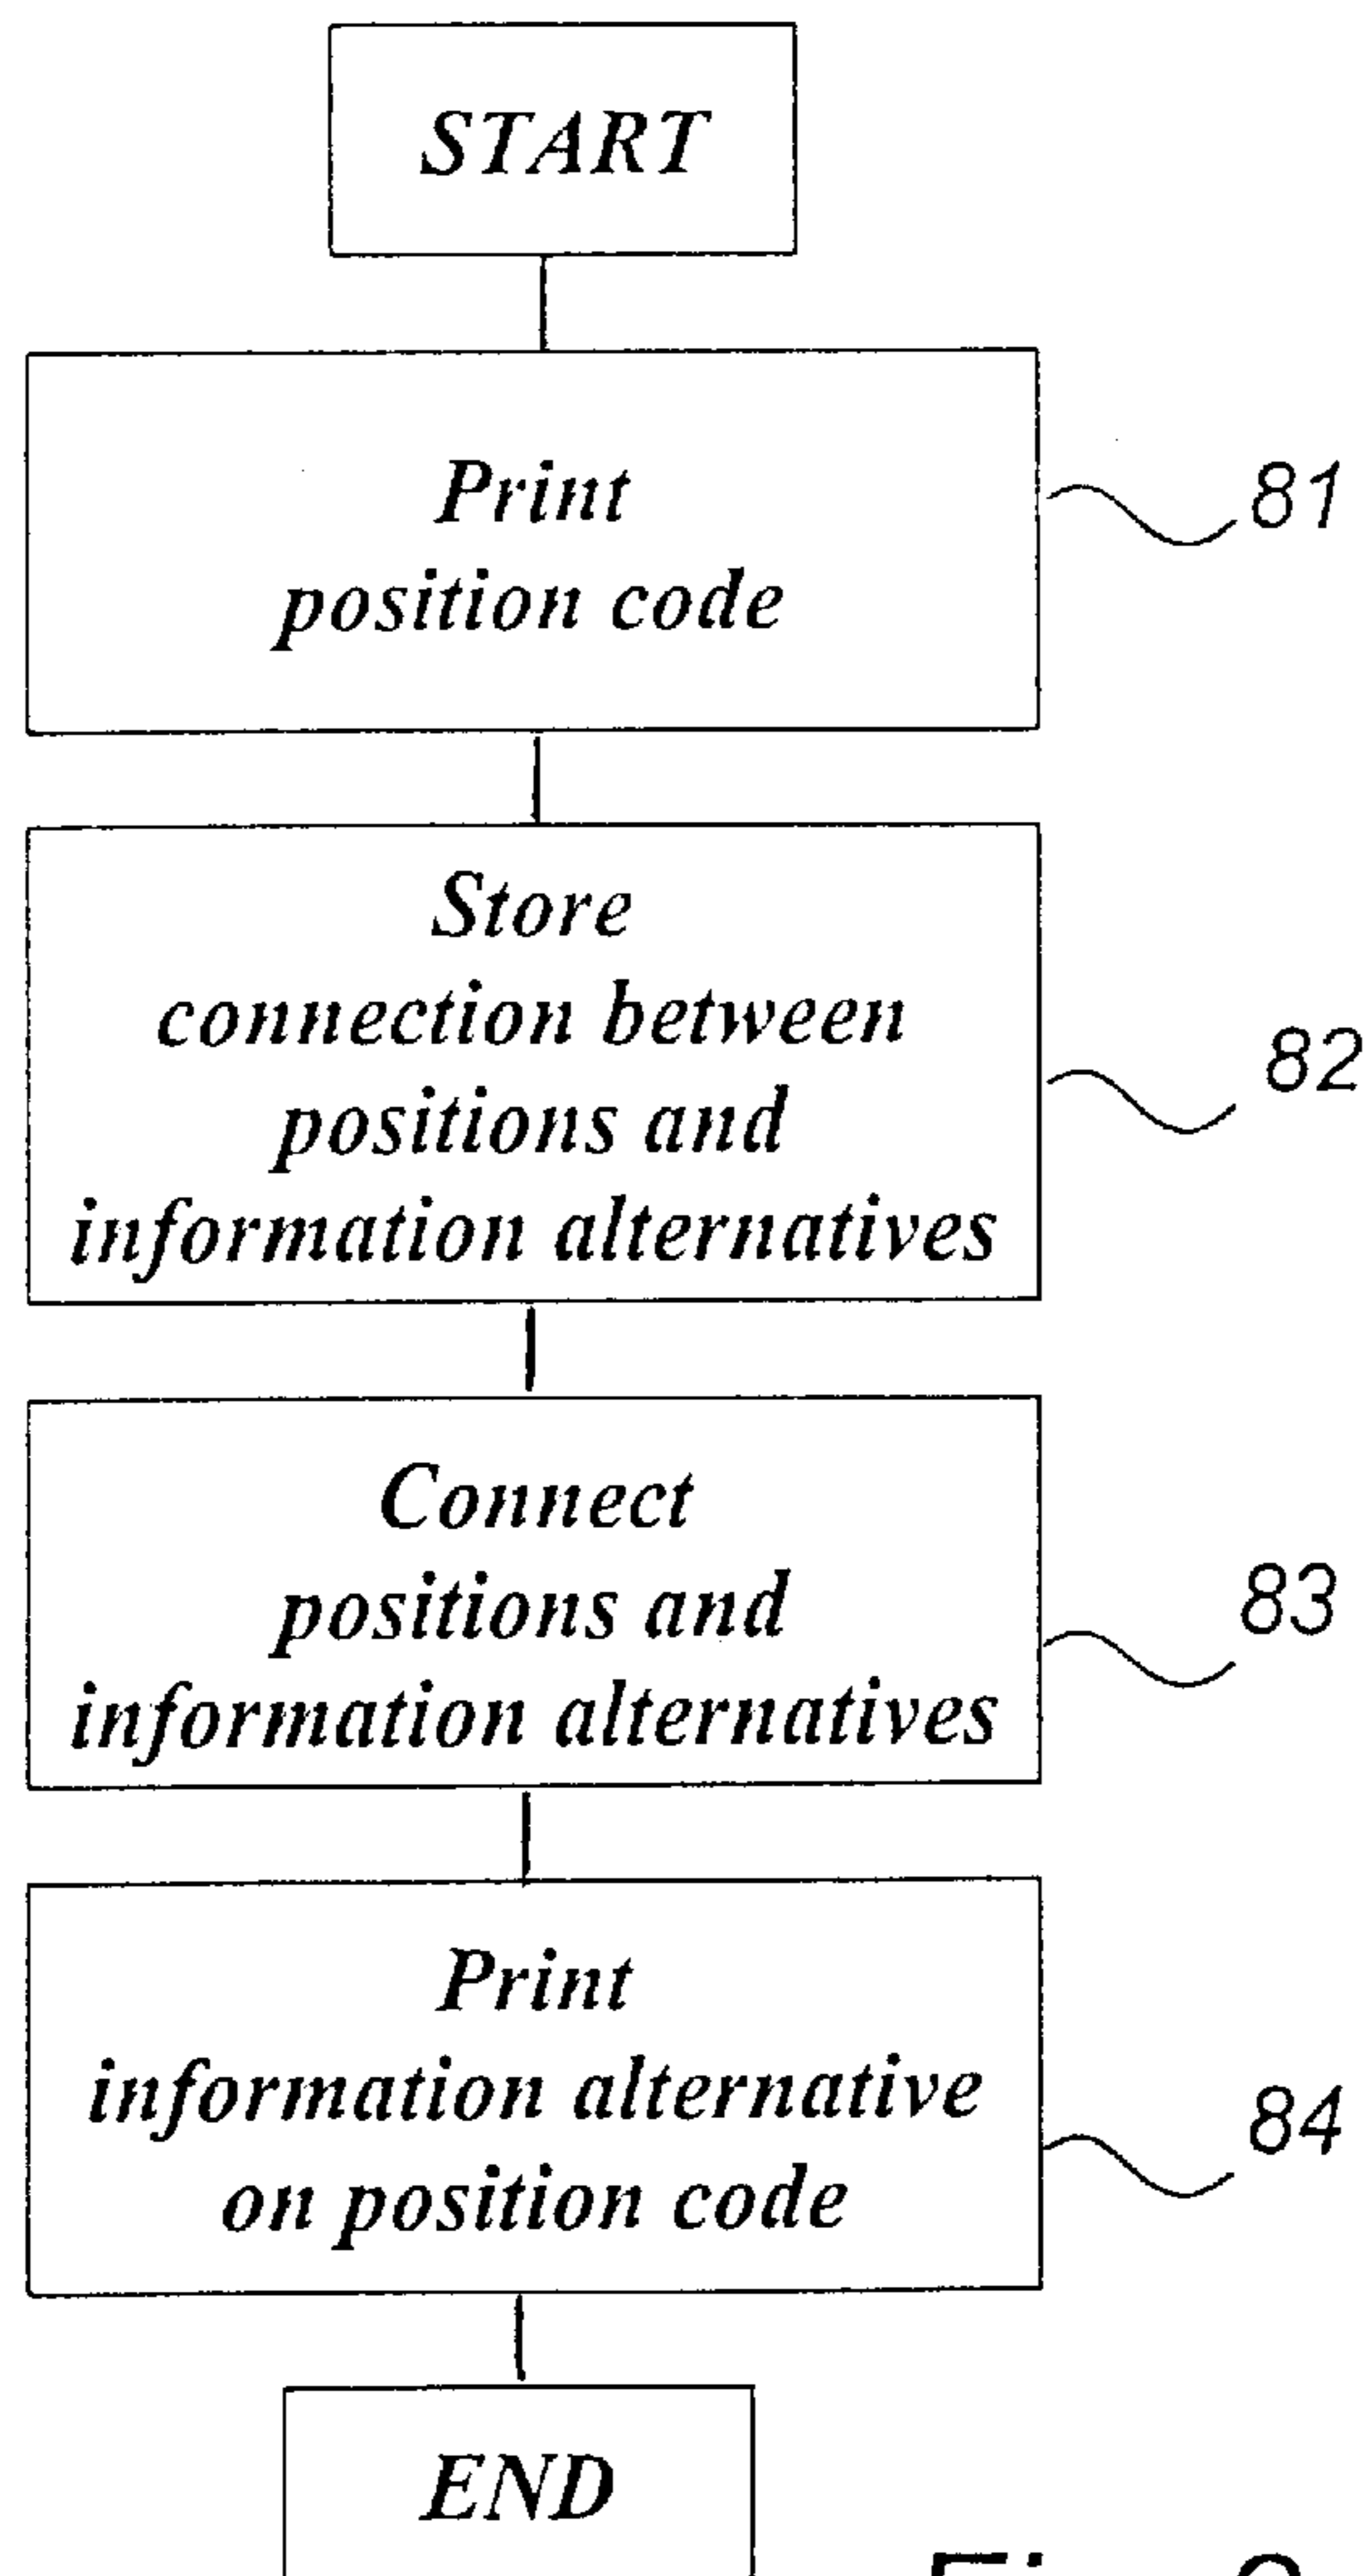 START
Print
position code
81
Store
connection between
positions and
information alternatives
82
Connect
positions and
information alternatives
83
Print
information alternative
on position code
84
END